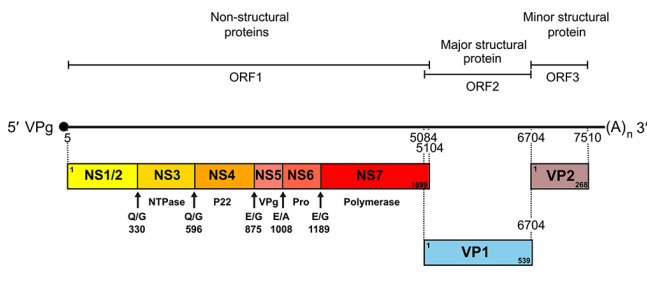 Non-structural
proteins
Minor structural
protein
Major structural
protein
ORF1
ORF2
ORF3
5′ VPg
(A)n 3′
5
5084
5104
6704
7510
1 NS1/2 NS3 NS4 NS5 NS6 NS7 1699
1 VP2 268
NTPase P22 VPg Pro Polymerase
Q/G Q/G E/G E/A E/G
330 596 875 1008 1189
6704
1 VP1 539